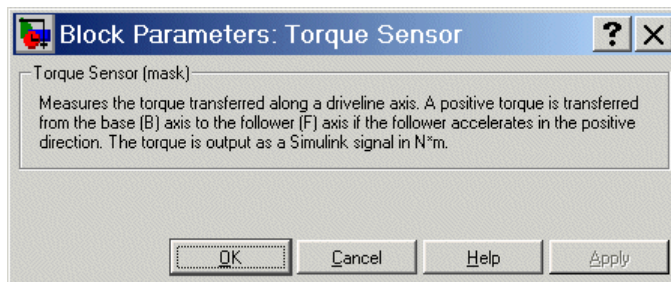 Block Parameters: Torque Sensor
Torque Sensor (mask)
Measures the torque transferred along a driveline axis. A positive torque is transferred
from the base (B) axis to the follower (F) axis if the follower accelerates in the positive
direction. The torque is output as a Simulink signal in N*m.
OK Cancel Help Apply